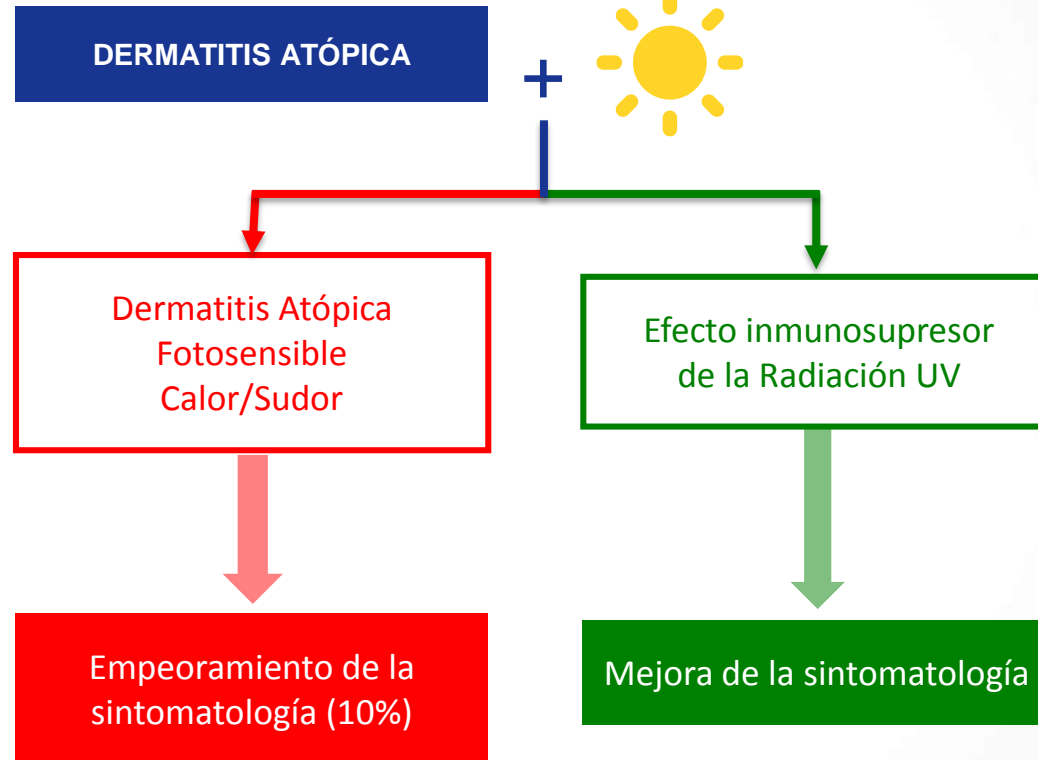 DERMATITIS ATÓPICA
+
Dermatitis Atópica
Fotosensible
Calor/Sudor
Efecto inmunosupresor
de la Radiación UV
Empeoramiento de la
sintomatología (10%)
Mejora de la sintomatología